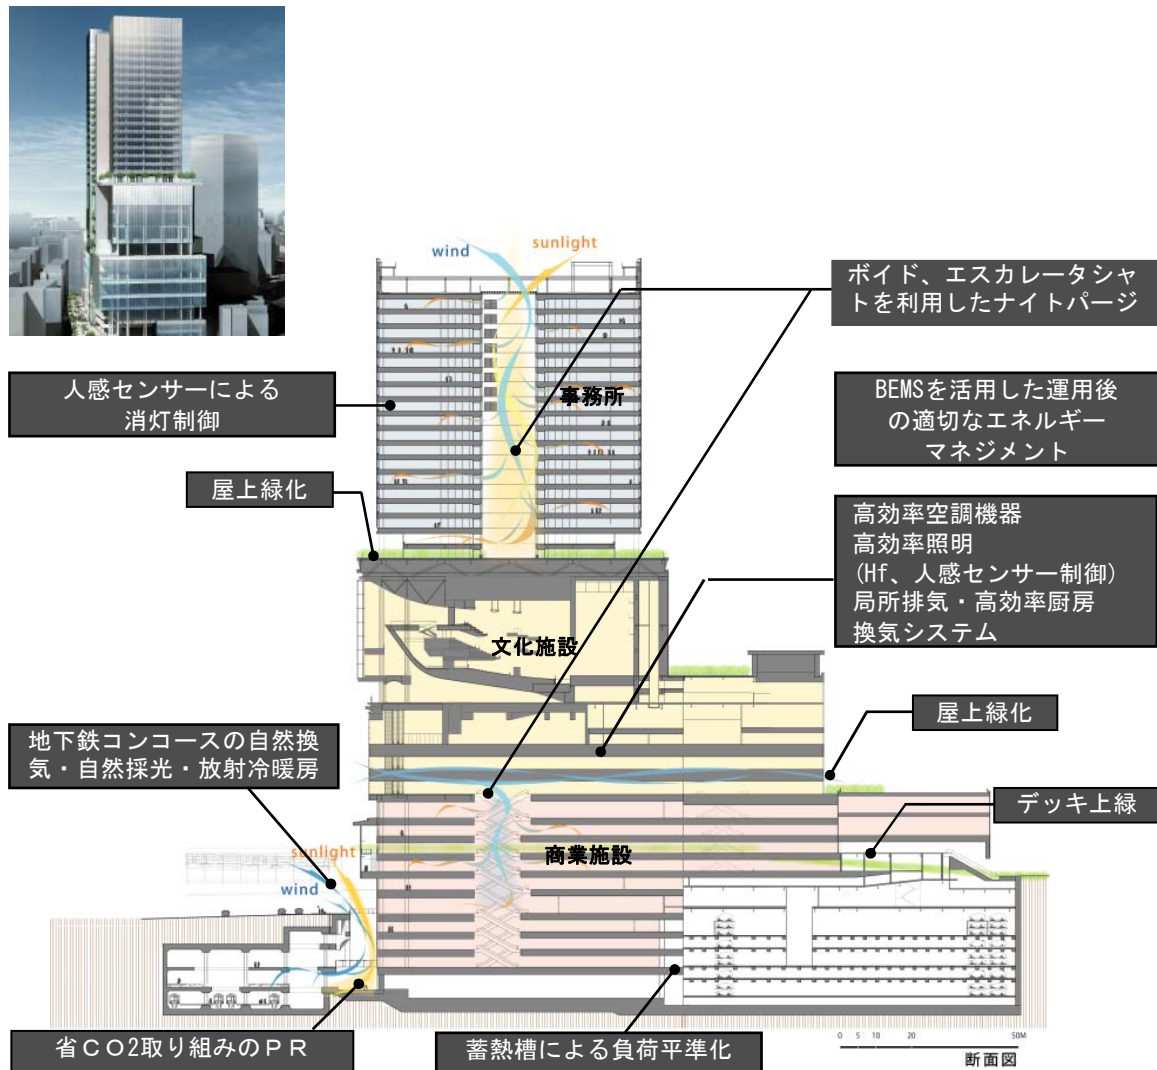 wind
sunlight
ボイド、エスカレータシャ
トを利用したナイトパージ
人感センサーによる
消灯制御
事務所
BEMSを活用した運用後
の適切なエネルギー
マネジメント
屋上緑化
高効率空調機器
高効率照明
(Hf、人感センサー制御)
局所排気・高効率厨房
換気システム
文化施設
屋上緑化
地下鉄コンコースの自然換
気・自然採光・放射冷暖房
デッキ上緑
商業施設
sunlight
wind
省ＣＯ2取り組みのＰＲ
蓄熱槽による負荷平準化
0 5 10 20 50M
断面図